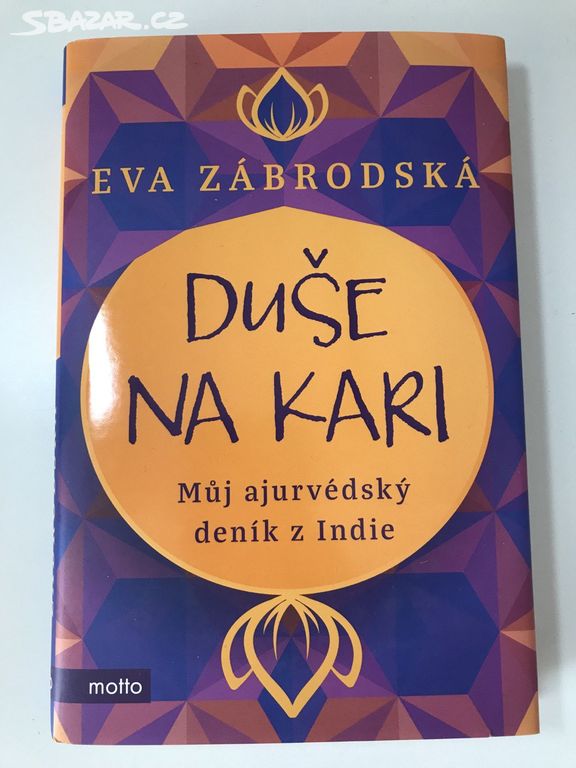 SBAZAR.CZ
EVA ZÁBRODSKÁ
DUŠE
NA KARI
Můj ajurvédský
deník z Indie
motto